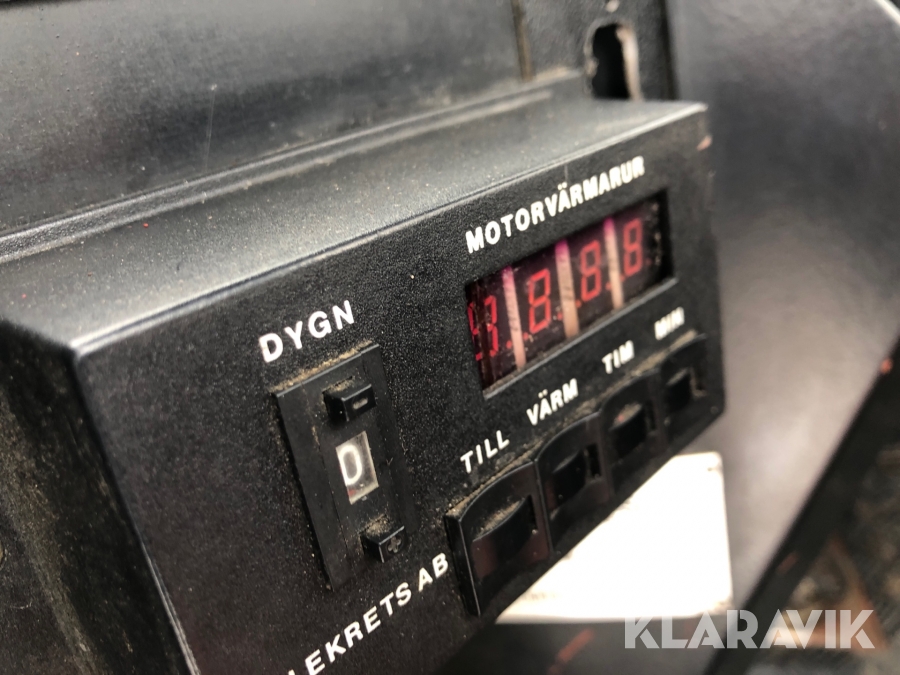 MOTORVÄRMARUR
DYGN
0
TILL VÄRM TIM MIN
LEKRETS AB
KLARAVIK